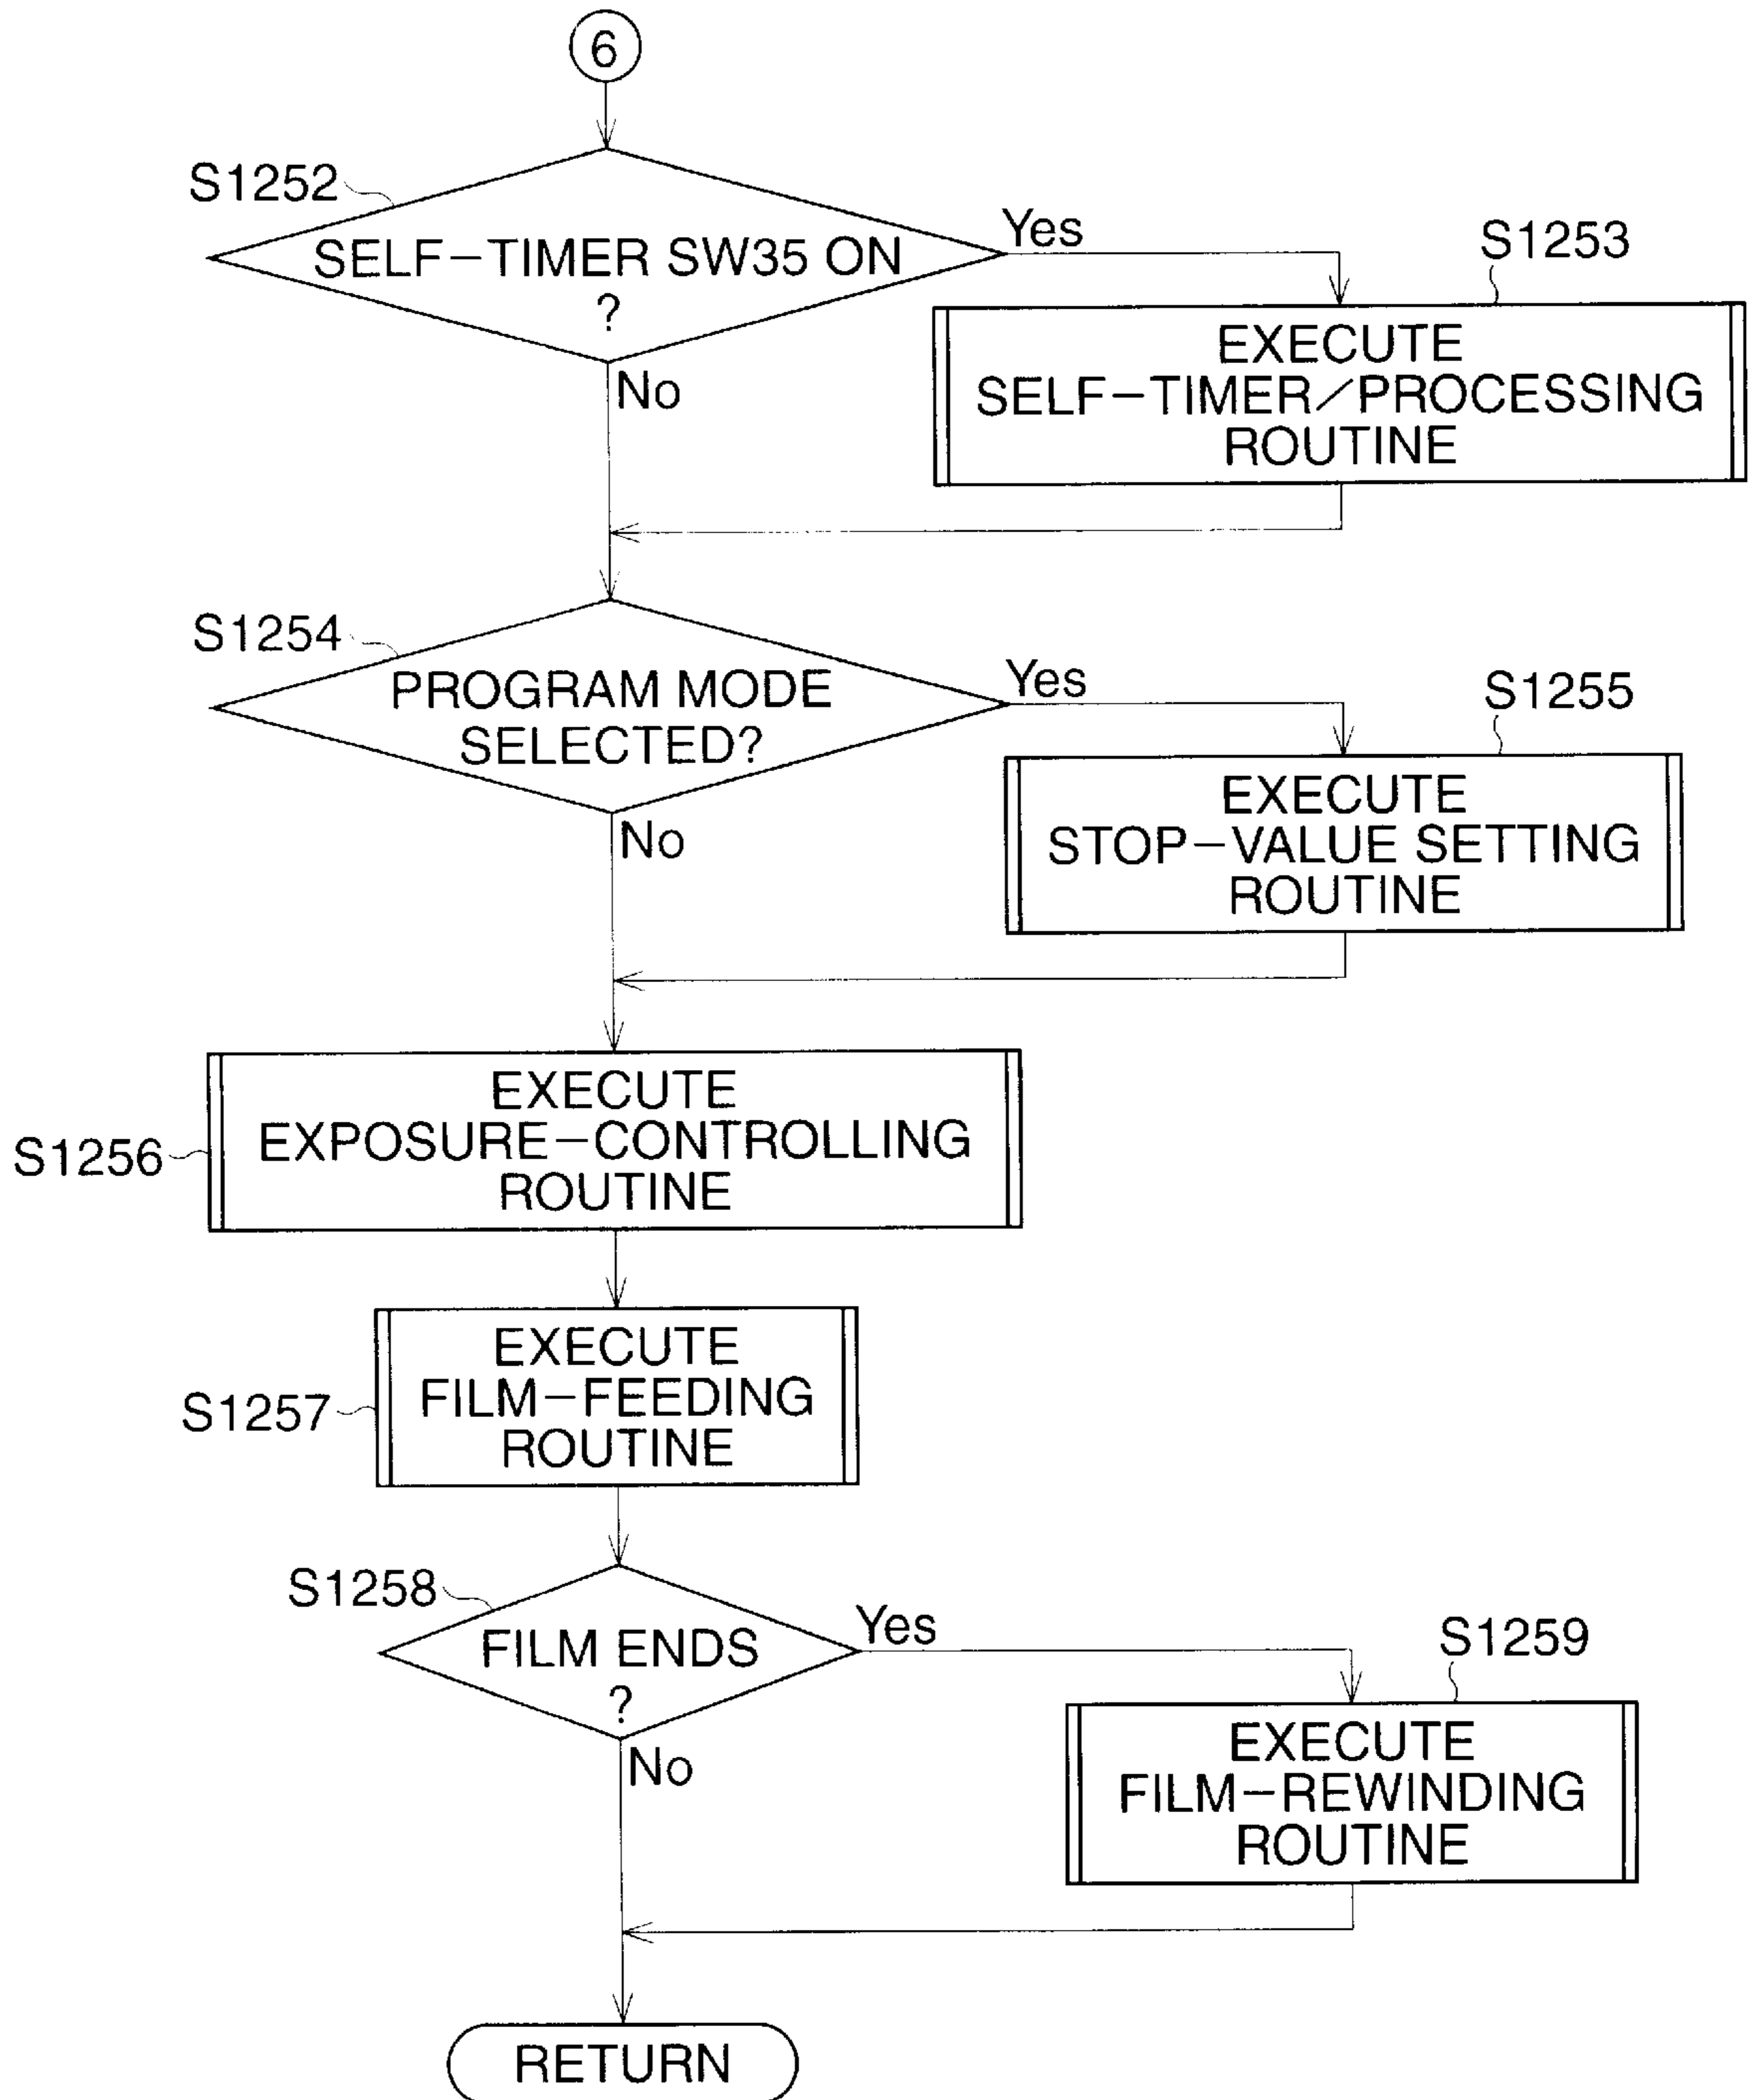 6
S1252
SELF-TIMER SW35 ON
?
Yes
No
S1253
EXECUTE
SELF-TIMER/PROCESSING
ROUTINE
S1254
PROGRAM MODE
SELECTED?
Yes
No
S1255
EXECUTE
STOP-VALUE SETTING
ROUTINE
S1256
EXECUTE
EXPOSURE-CONTROLLING
ROUTINE
S1257
EXECUTE
FILM-FEEDING
ROUTINE
S1258
FILM ENDS
?
Yes
No
S1259
EXECUTE
FILM-REWINDING
ROUTINE
RETURN